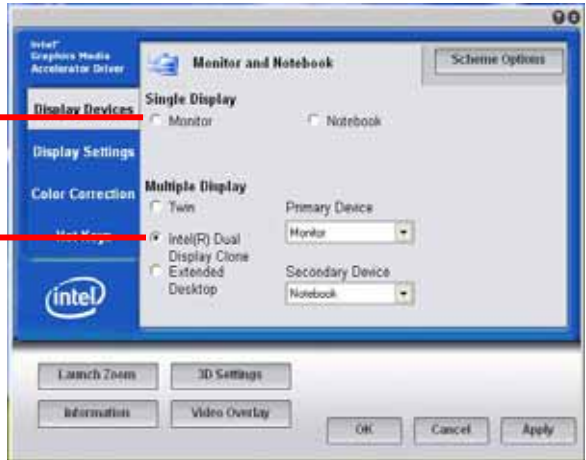 Intel®
Graphics Media
Accelerator Driver
Monitor and Notebook
Scheme Options
Display Devices
Display Settings
Color Correction
Hot Keys
intel
Single Display
Monitor
Notebook
Multiple Display
Twin
Intel(R) Dual
Display Clone
Extended
Desktop
Primary Device
Monitor
Secondary Device
Notebook
Launch Zoom
3D Settings
Information
Video Overlay
OK
Cancel
Apply